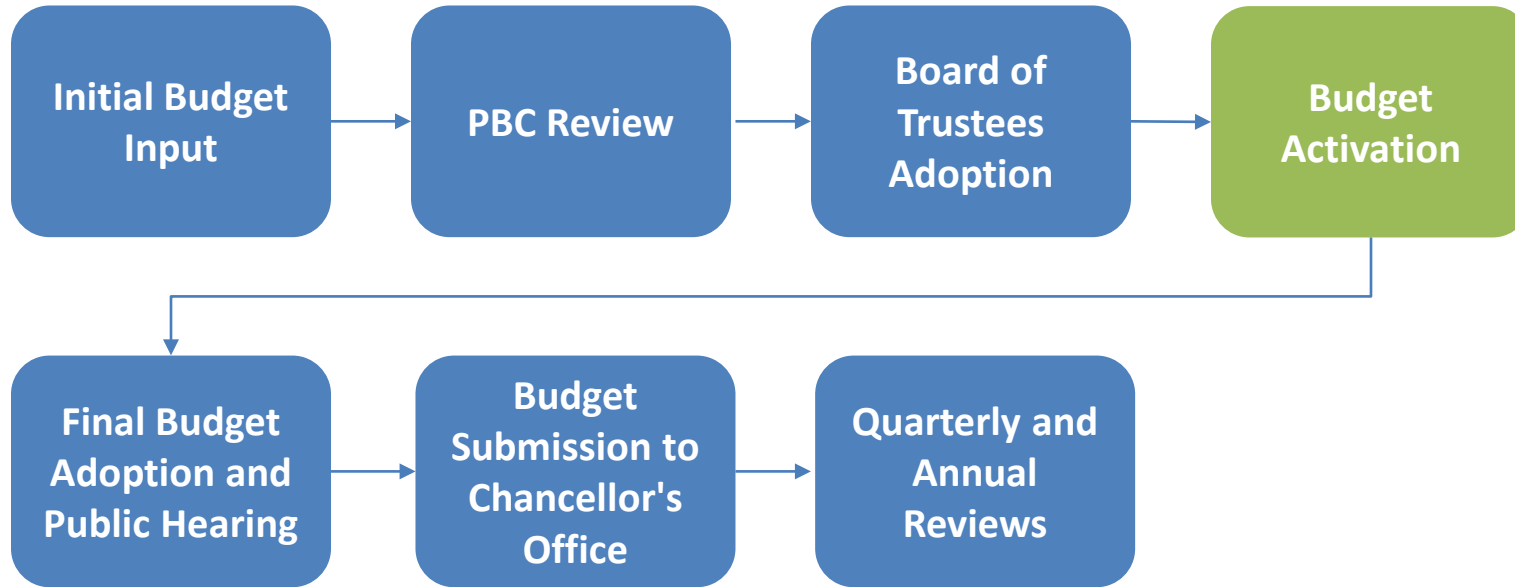 Initial Budget
Input
PBC Review
Board of
Trustees
Adoption
Budget
Activation
Final Budget
Adoption and
Public Hearing
Budget
Submission to
Chancellor's
Office
Quarterly and
Annual
Reviews